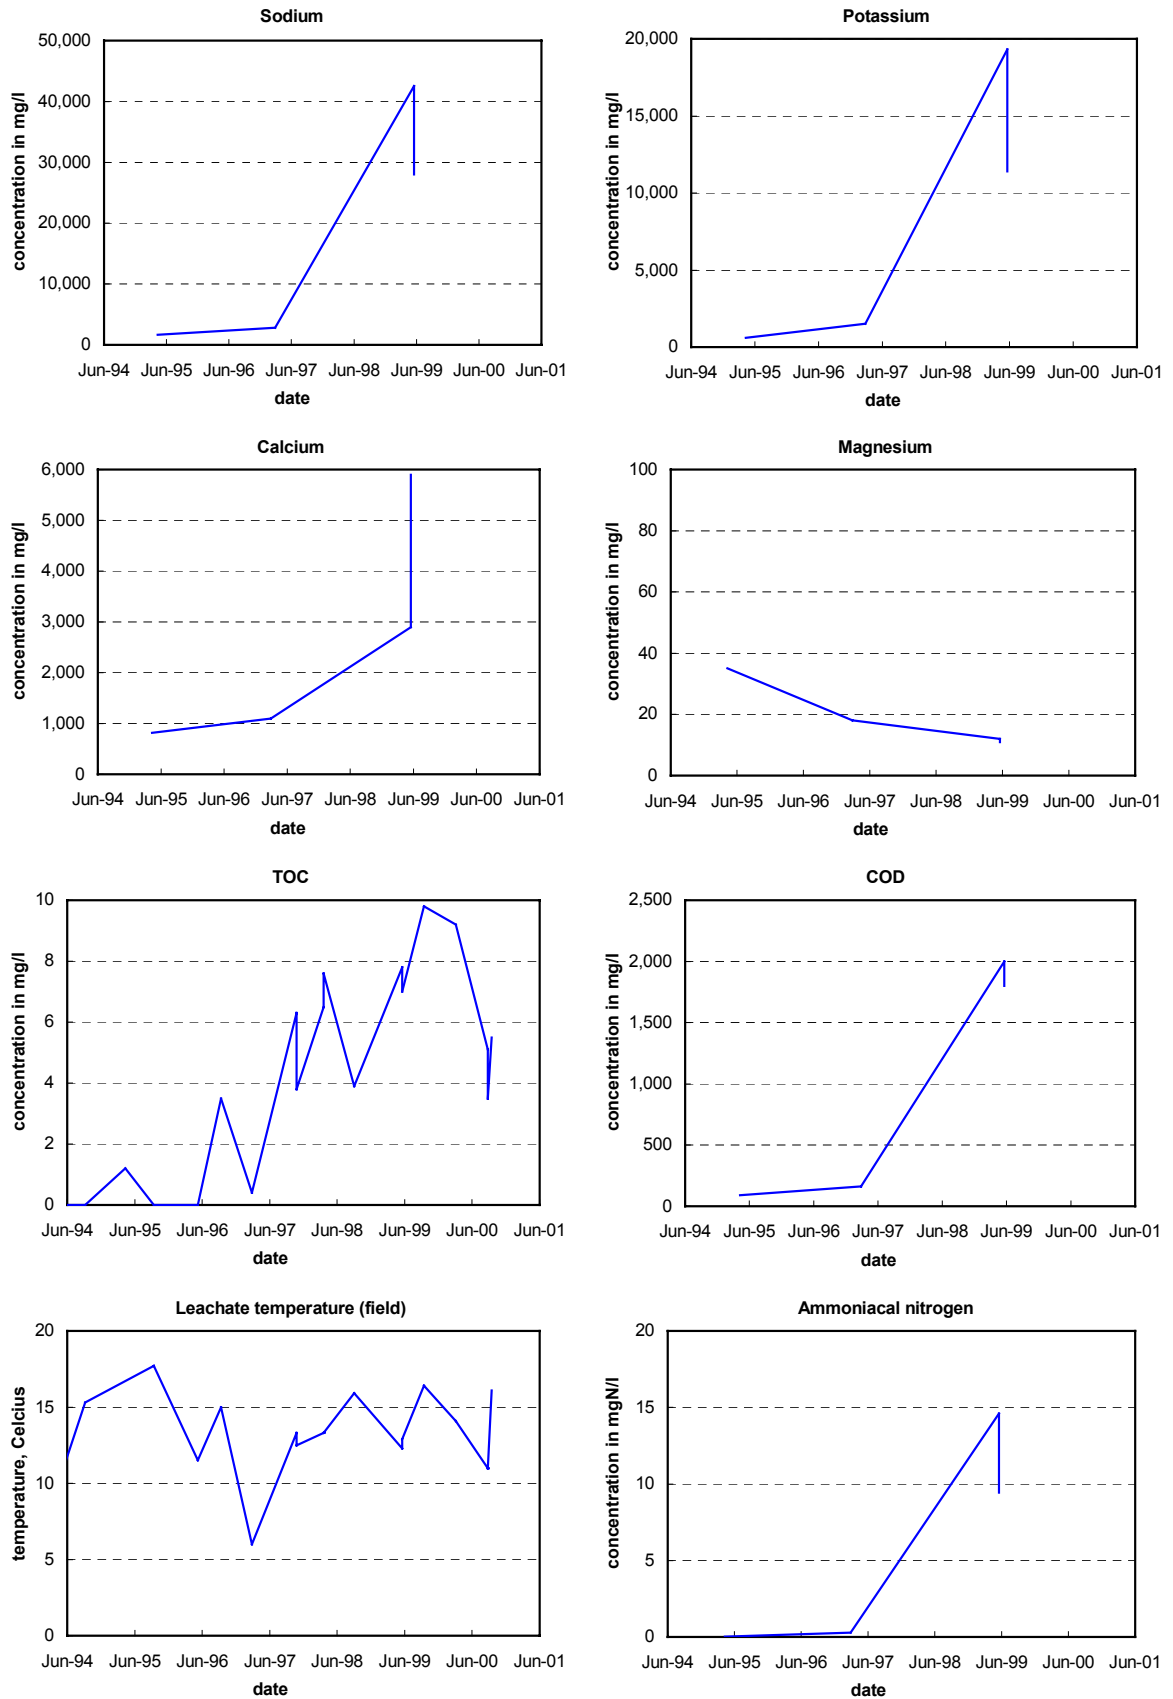 Sodium
50,000
40,000
30,000
20,000
10,000
0
concentration in mg/l
Jun-94 Jun-95 Jun-96 Jun-97 Jun-98 Jun-99 Jun-00 Jun-01
date
Potassium
20,000
15,000
10,000
5,000
0
concentration in mg/l
Jun-94 Jun-95 Jun-96 Jun-97 Jun-98 Jun-99 Jun-00 Jun-01
date
Calcium
6,000
5,000
4,000
3,000
2,000
1,000
0
concentration in mg/l
Jun-94 Jun-95 Jun-96 Jun-97 Jun-98 Jun-99 Jun-00 Jun-01
date
Magnesium
100
80
60
40
20
0
concentration in mg/l
Jun-94 Jun-95 Jun-96 Jun-97 Jun-98 Jun-99 Jun-00 Jun-01
date
TOC
10
8
6
4
2
0
concentration in mg/l
Jun-94 Jun-95 Jun-96 Jun-97 Jun-98 Jun-99 Jun-00 Jun-01
date
COD
2,500
2,000
1,500
1,000
500
0
concentration in mg/l
Jun-94 Jun-95 Jun-96 Jun-97 Jun-98 Jun-99 Jun-00 Jun-01
date
Leachate temperature (field)
20
15
10
5
0
temperature, Celcius
Jun-94 Jun-95 Jun-96 Jun-97 Jun-98 Jun-99 Jun-00 Jun-01
date
Ammoniacal nitrogen
20
15
10
5
0
concentration in mgN/l
Jun-94 Jun-95 Jun-96 Jun-97 Jun-98 Jun-99 Jun-00 Jun-01
date